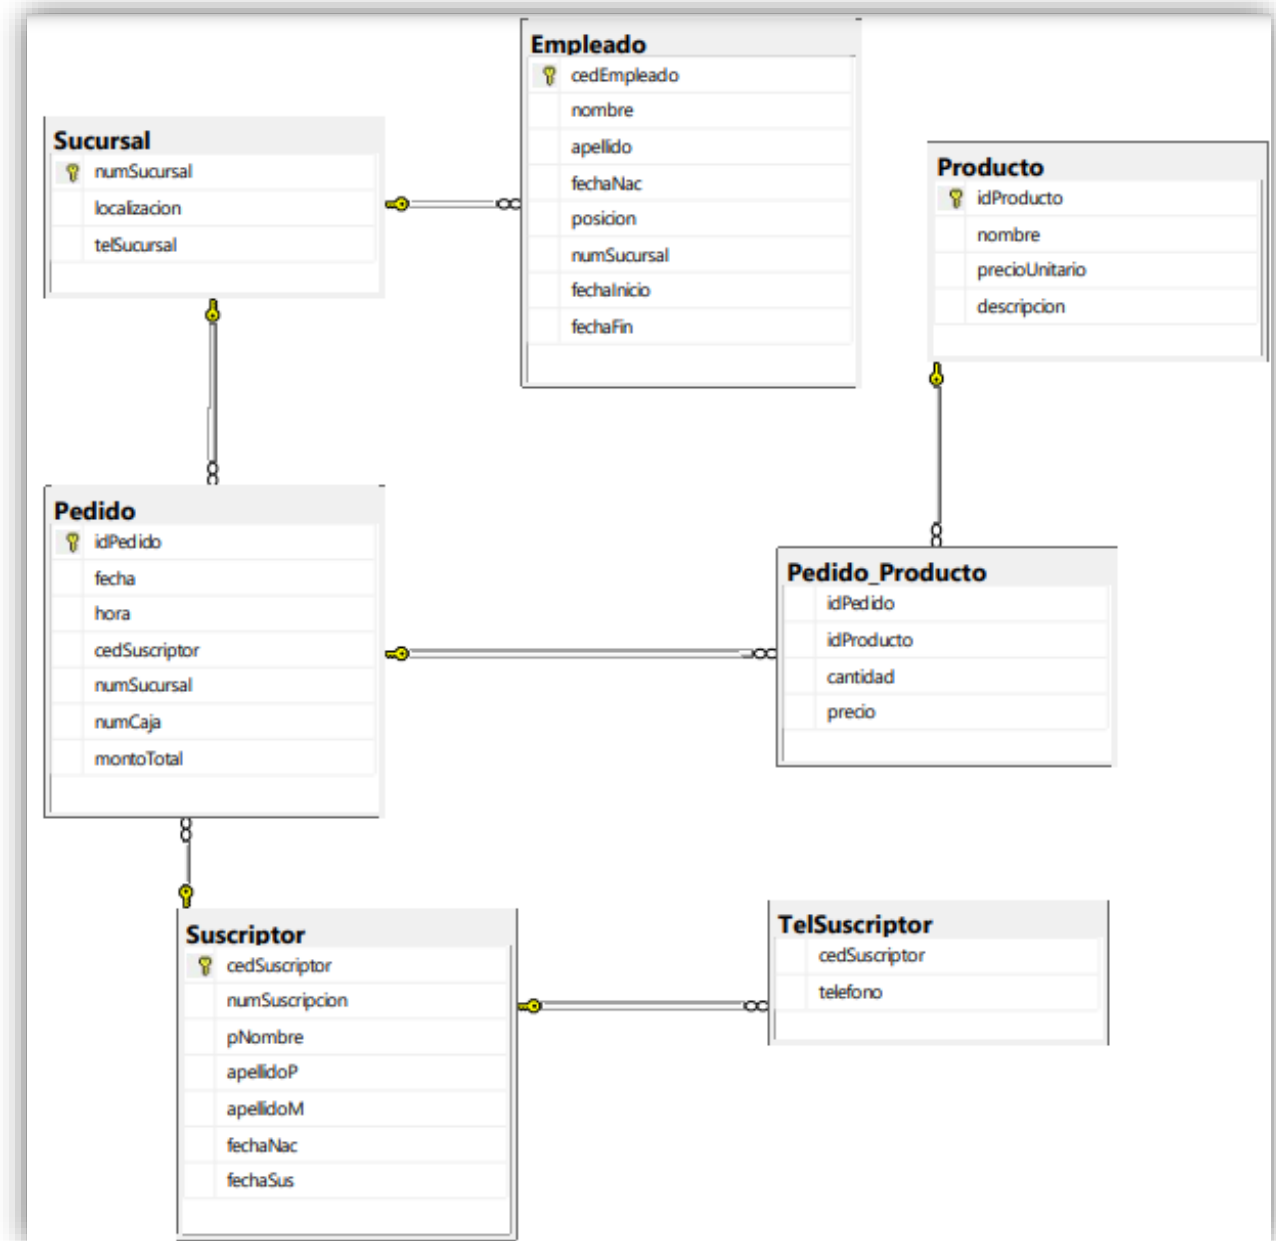 Empleado
cedEmpleado
nombre
apellido
fechaNac
posicion
numSucursal
fechaInicio
fechaFin
Sucursal
numSucursal
localizacion
telSucursal
Producto
idProducto
nombre
precioUnitario
descripcion
Pedido
idPedido
fecha
hora
cedSuscriptor
numSucursal
numCaja
montoTotal
Pedido_Producto
idPedido
idProducto
cantidad
precio
Suscriptor
cedSuscriptor
numSuscripcion
pNombre
apellidoP
apellidoM
fechaNac
fechaSus
TelSuscriptor
cedSuscriptor
telefono